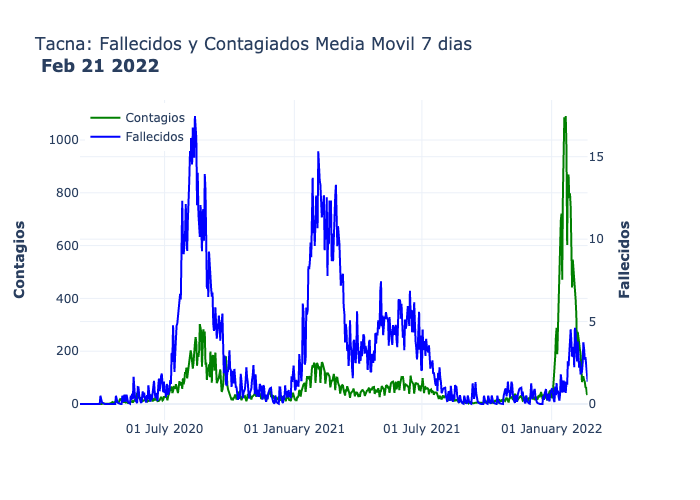 Tacna: Fallecidos y Contagiados Media Movil 7 dias
Feb 21 2022
Contagios
Fallecidos
1000
800
600
400
200
0
15
10
5
0
Contagios
Fallecidos
01 July 2020
01 January 2021
01 July 2021
01 January 2022